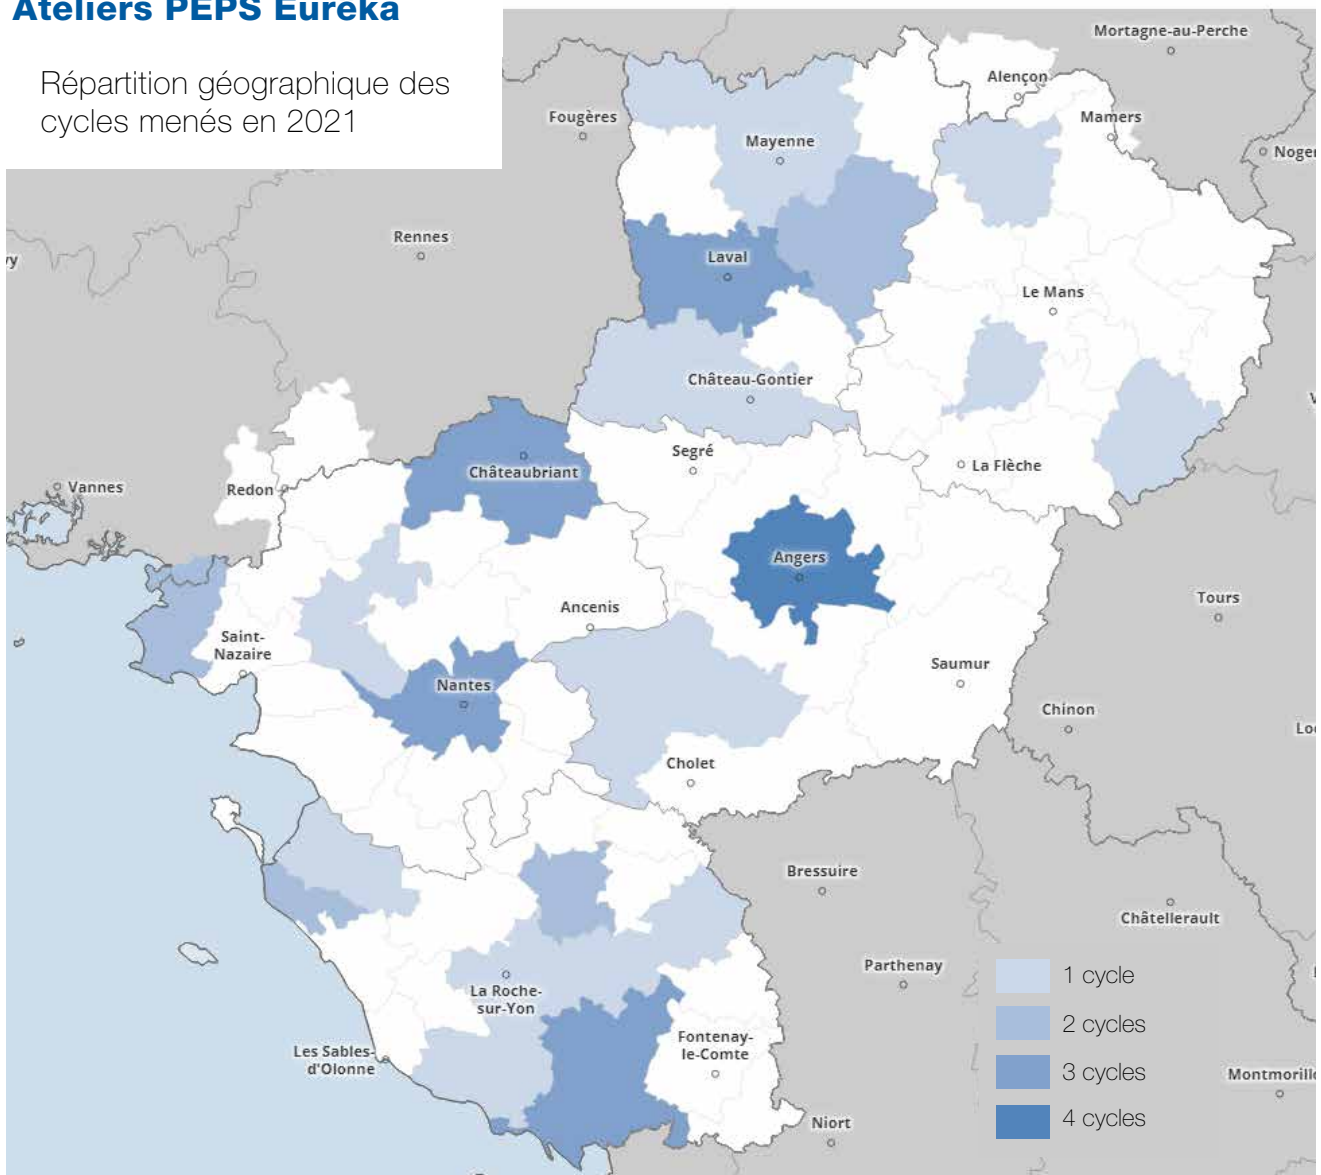 Ateliers PEPS Eurêka
Répartition géographique des
cycles menés en 2021
Mortagne-au-Perche
Alençon
Fougères
Mamers
Mayenne
Rennes
Laval
Le Mans
Château-Gontier
Segré
Châteaubriant
La Flèche
Vannes
Redon
Angers
Ancenis
Tours
Saint-
Nazaire
Saumur
Nantes
Chinon
Cholet
Bressuire
Châtellerault
Parthenay
La Roche-
sur-Yon
Fontenay-
le-Comte
Les Sables-
d'Olonne
Niort
1 cycle
2 cycles
3 cycles
4 cycles